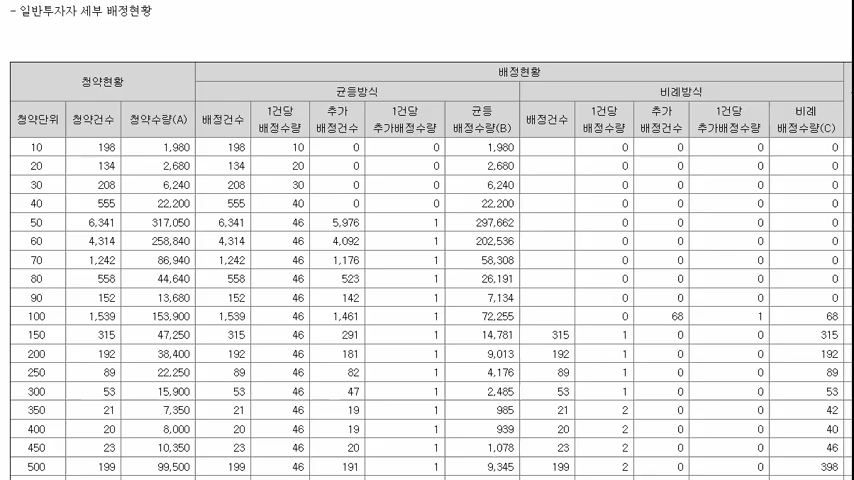 - 일반투자자 세부 배정현황
청약현황 배정현황
균등방식 비례방식
청약단위 청약건수 청약수량(A) 배정건수 1건당 배정수량 추가 배정건수 1건당 추가배정수량 균등 배정수량(B) 배정건수 1건당 배정수량 추가 배정건수 1건당 추가배정수량 비례 배정수량(C)
10 198 1,980 198 10 0 0 1,980 0 0 0 0
20 134 2,680 134 20 0 0 2,680 0 0 0 0
30 208 6,240 208 30 0 0 6,240 0 0 0 0
40 555 22,200 555 40 0 0 22,200 0 0 0 0
50 6,341 317,050 6,341 46 5,976 1 297,662 0 0 0 0
60 4,314 258,840 4,314 46 4,092 1 202,536 0 0 0 0
70 1,242 86,940 1,242 46 1,176 1 58,308 0 0 0 0
80 558 44,640 558 46 523 1 26,191 0 0 0 0
90 152 13,680 152 46 142 1 7,134 0 0 0 0
100 1,539 153,900 1,539 46 1,461 1 72,255 0 68 1 68
150 315 47,250 315 46 291 1 14,781 315 1 0 0 315
200 192 38,400 192 46 181 1 9,013 192 1 0 0 192
250 89 22,250 89 46 82 1 4,176 89 1 0 0 89
300 53 15,900 53 46 47 1 2,485 53 1 0 0 53
350 21 7,350 21 46 19 1 985 21 2 0 0 42
400 20 8,000 20 46 19 1 939 20 2 0 0 40
450 23 10,350 23 46 20 1 1,078 23 2 0 0 46
500 199 99,500 199 46 191 1 9,345 199 2 0 0 398